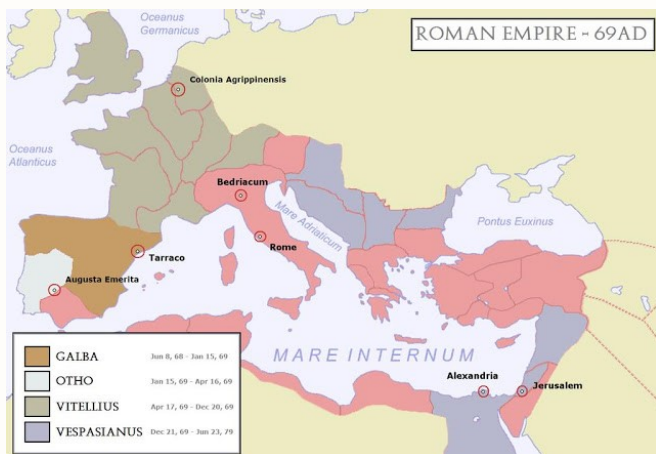 Oceanus
Germanicus
ROMAN EMPIRE - 69AD
Colonia Agrippinensis
Oceanus
Atlanticus
Bedriacum
Mare Adriaticum
Pontus Euxinus
Rome
Tarraco
Augusta Emerita
MARE INTERNUM
Alexandria
Jerusalem
GALBA Jun 8, 68 - Jan 15, 69
OTHO Jan 15, 69 - Apr 16, 69
VITELLIUS Apr 17, 69 - Dec 20, 69
VESPASIANUS Dec 21, 69 - Jun 23, 79